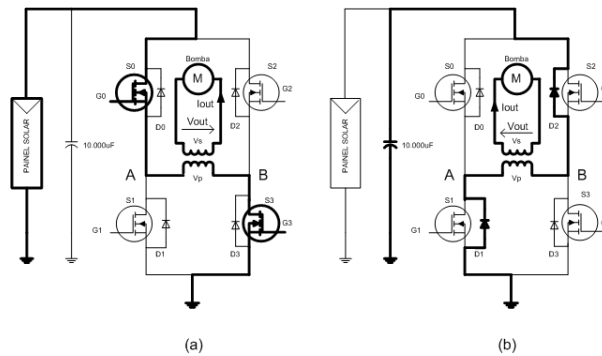 S0
Bomba
S2
M
G0
G2
Iout
D0
Vout
D2
Vs
PAINEL SOLAR
10.000uF
A
B
Vp
S1
S3
G1
G3
D1
D3
(a)
S0
Bomba
S2
M
G0
Iout
D0
Vout
D2
Vs
PAINEL SOLAR
10.000uF
A
B
Vp
S1
S3
G1
D1
D3
(b)